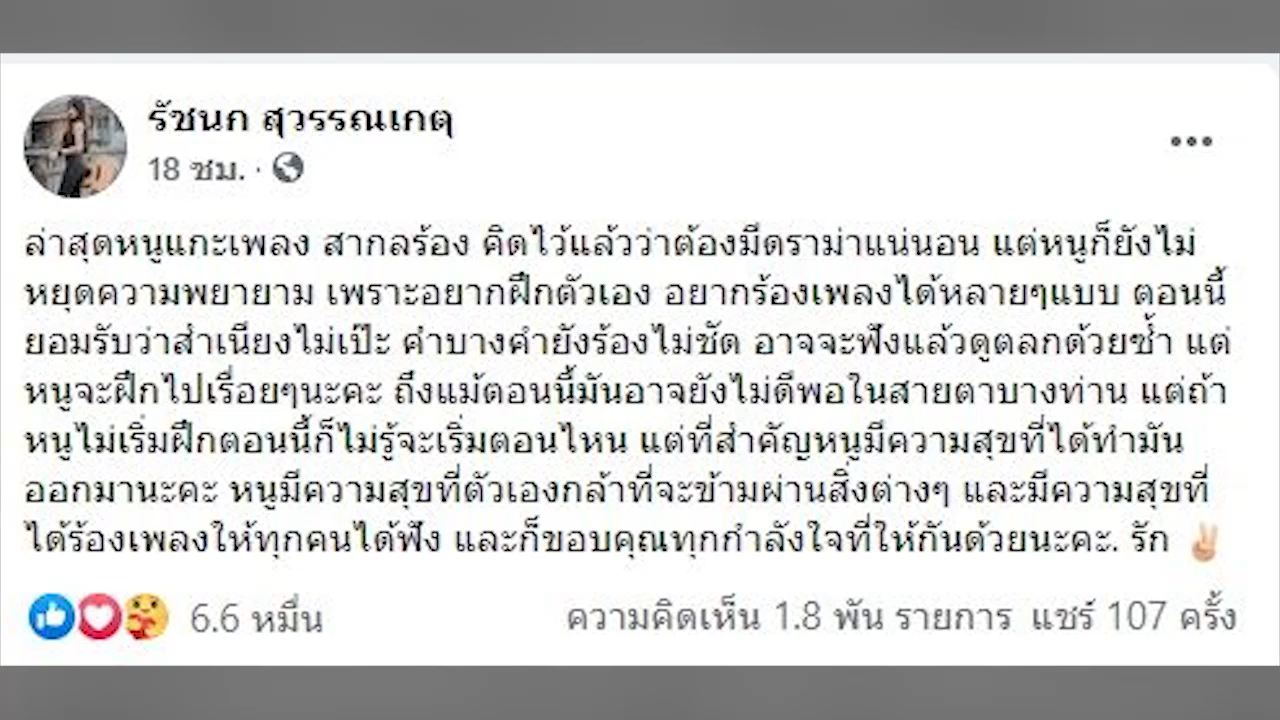 รัชนก สุวรรณเกตุ
18 ชม. ·
ล่าสุดหนูแกะเพลง สากลร้อง คิดไว้แล้วว่าต้องมีดราม่าแน่นอน แต่หนูก็ยังไม่
หยุดความพยายาม เพราะอยากฝึกตัวเอง อยากร้องเพลงได้หลายๆแบบ ตอนนี้
ยอมรับว่าสำเนียงไม่เป๊ะ คำบางคำยังร้องไม่ชัด อาจจะฟังแล้วดูตลกด้วยซ้ำ แต่
หนูจะฝึกไปเรื่อยๆนะคะ ถึงแม้ตอนนี้มันอาจยังไม่ดีพอในสายตาบางท่าน แต่ถ้า
หนูไม่เริ่มฝึกตอนนี้ก็ไม่รู้จะเริ่มตอนไหน แต่ที่สำคัญหนูมีความสุขที่ได้ทำมัน
ออกมานะคะ หนูมีความสุขที่ตัวเองกล้าที่จะข้ามผ่านสิ่งต่างๆ และมีความสุขที่
ได้ร้องเพลงให้ทุกคนได้ฟัง และก็ขอบคุณทุกกำลังใจที่ให้กันด้วยนะคะ. รัก ✌🏻
6.6 หมื่น ความคิดเห็น 1.8 พัน รายการ แชร์ 107 ครั้ง